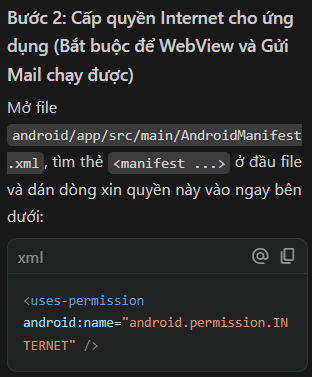 Bước 2: Cấp quyền Internet cho ứng
dụng (Bắt buộc để WebView và Gửi
Mail chạy được)
Mở file
android/app/src/main/AndroidManifest
.xml, tìm thẻ <manifest ...> ở đầu file
và dán dòng xin quyền này vào ngay bên
dưới:
xml
<uses-permission
android:name="android.permission.IN
TERNET" />